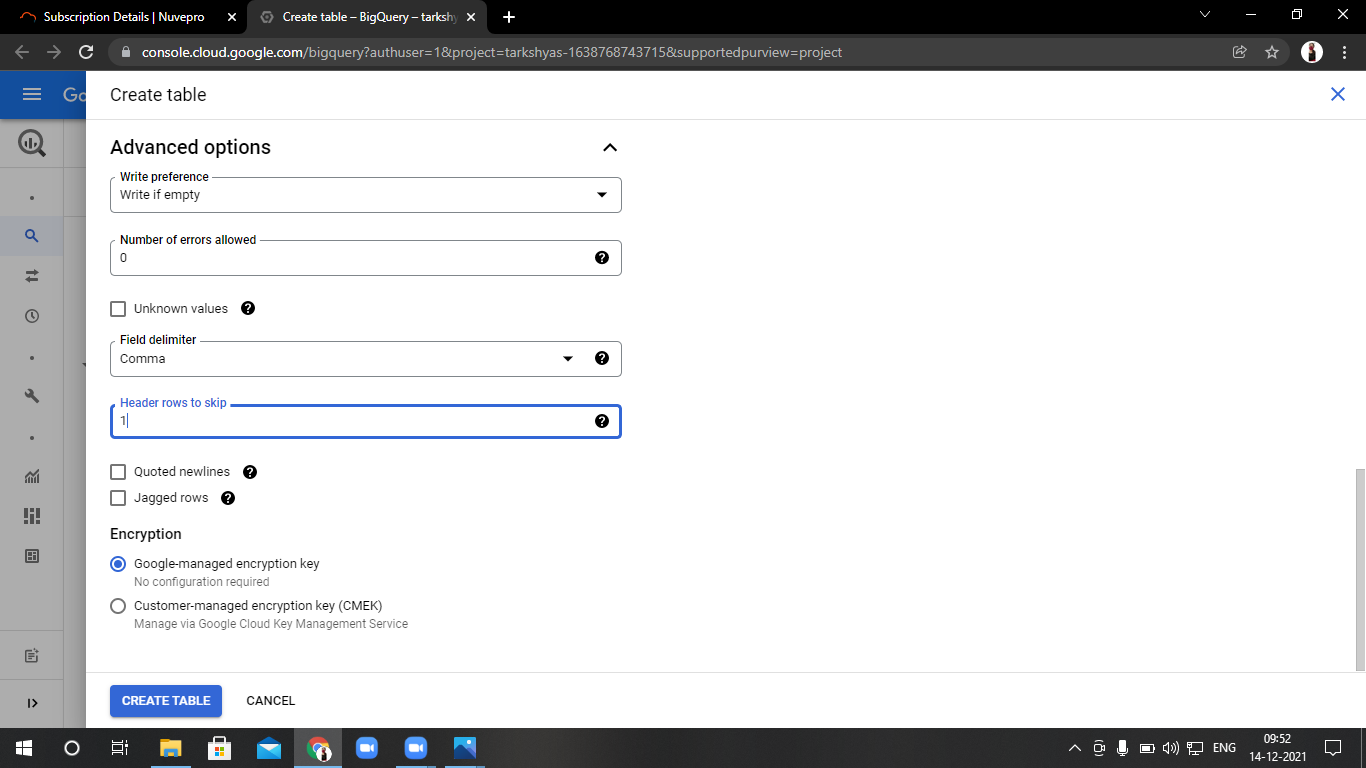 Subscription Details | Nuvepro
Create table – BigQuery – tarkshy
console.cloud.google.com/bigquery?authuser=1&project=tarkshyas-1638768743715&supportedpurview=project
Go
Create table
Advanced options
Write preference
Write if empty
Number of errors allowed
0
Unknown values
Field delimiter
Comma
Header rows to skip
1
Quoted newlines
Jagged rows
Encryption
Google-managed encryption key
No configuration required
Customer-managed encryption key (CMEK)
Manage via Google Cloud Key Management Service
CREATE TABLE
CANCEL
ENG
09:52
14-12-2021